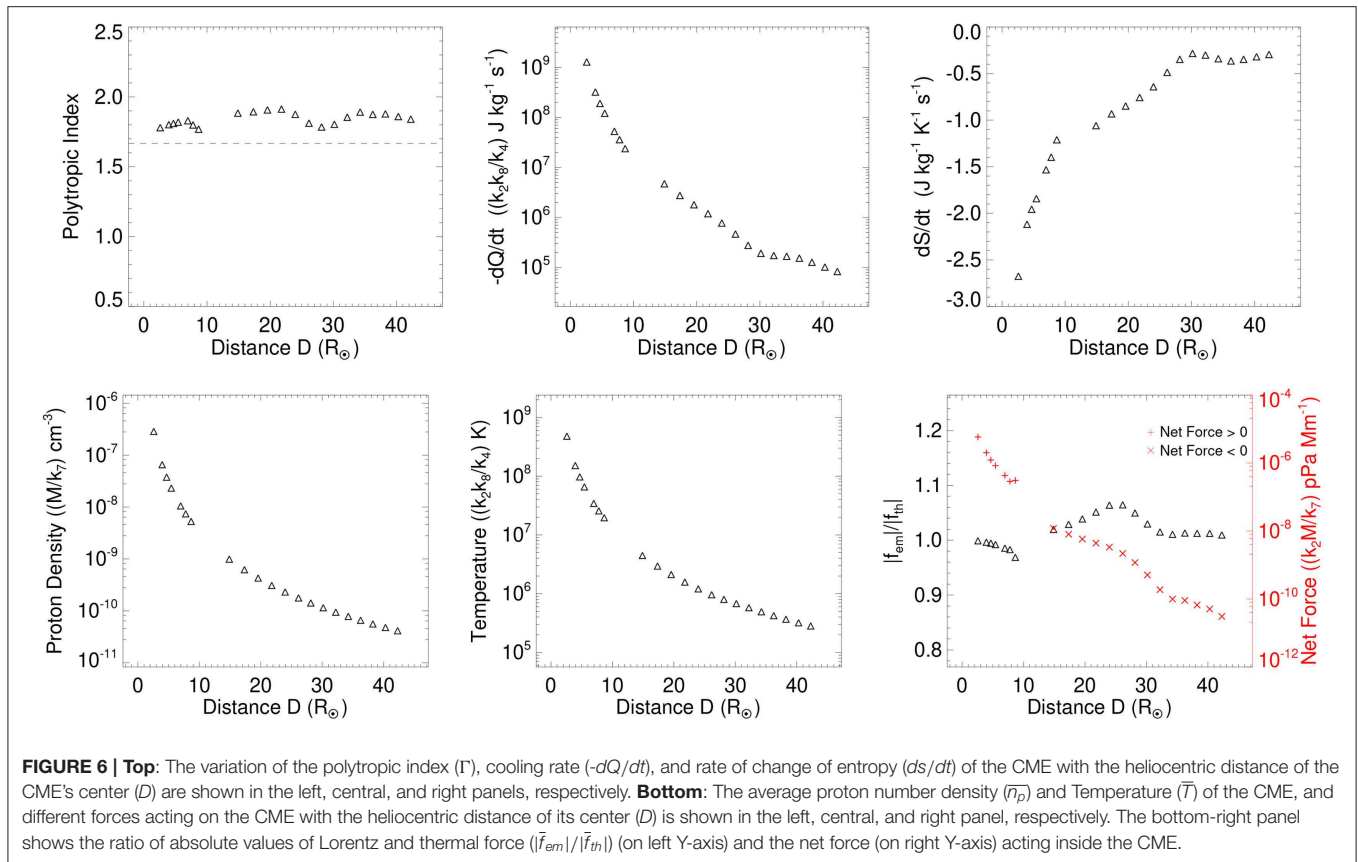 2.5
2.0
1.5
1.0
0.5
Polytropic Index
0 10 20 30 40
Distance D (R☉)
10⁹
10⁸
10⁷
10⁶
10⁵
-dQ/dt ((k₂k₈/k₄) J kg⁻¹ s⁻¹)
0 10 20 30 40
Distance D (R☉)
0.0
-0.5
-1.0
-1.5
-2.0
-2.5
-3.0
dS/dt (J kg⁻¹ K⁻¹ s⁻¹)
0 10 20 30 40
Distance D (R☉)
10⁻⁶
10⁻⁷
10⁻⁸
10⁻⁹
10⁻¹⁰
10⁻¹¹
Proton Density ((M/k₇) cm⁻³)
0 10 20 30 40
Distance D (R☉)
10⁹
10⁸
10⁷
10⁶
10⁵
Temperature ((k₂k₈/k₄) K)
0 10 20 30 40
Distance D (R☉)
1.2
1.1
1.0
0.9
0.8
|f_em|/|f_th|
+ Net Force > 0
× Net Force < 0
10⁻⁴
10⁻⁶
10⁻⁸
10⁻¹⁰
10⁻¹²
Net Force ((k₂M/k₇) pPa Mm⁻¹)
0 10 20 30 40
Distance D (R☉)
FIGURE 6 | Top: The variation of the polytropic index (Γ), cooling rate (-dQ/dt), and rate of change of entropy (ds/dt) of the CME with the heliocentric distance of the
CME's center (D) are shown in the left, central, and right panels, respectively. Bottom: The average proton number density (n̅p̅) and Temperature (T̅) of the CME, and
different forces acting on the CME with the heliocentric distance of its center (D) is shown in the left, central, and right panel, respectively. The bottom-right panel
shows the ratio of absolute values of Lorentz and thermal force (|f̄_em|/|f̄_th|) (on left Y-axis) and the net force (on right Y-axis) acting inside the CME.